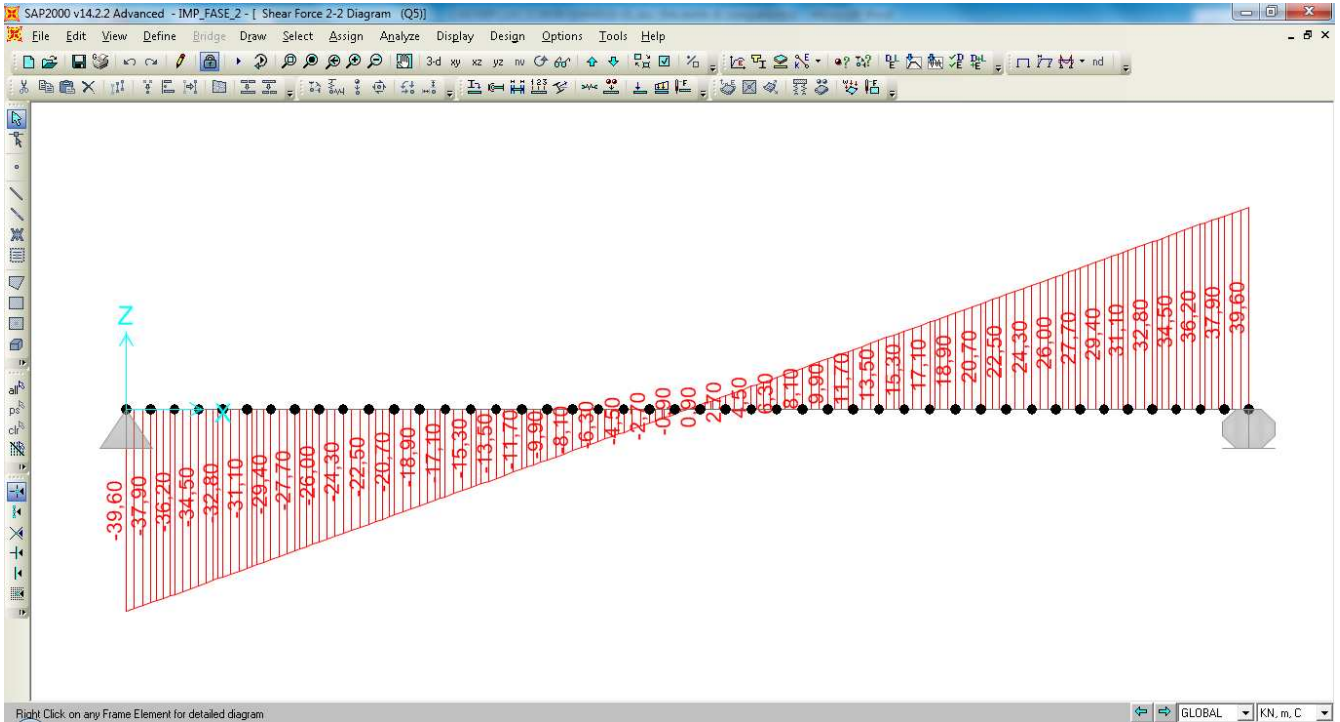 SAP2000 v14.2.2 Advanced - IMP_FASE_2 - [ Shear Force 2-2 Diagram (Q5)]
File Edit View Define Bridge Draw Select Assign Analyze Display Design Options Tools Help
3-d xy xz yz nv nd
Z
X
all
ps
clr
-39,60 -37,90 -36,20 -34,50 -32,80 -31,10 -29,40 -27,70 -26,00 -24,30 -22,50 -20,70 -18,90 -17,10 -15,30 -13,50 -11,70 -9,90 -8,10 -6,30 -4,50 -2,70 -0,90 0,90 2,70 4,50 6,30 8,10 9,90 11,70 13,50 15,30 17,10 18,90 20,70 22,50 24,30 26,00 27,70 29,40 31,10 32,80 34,50 36,20 37,90 39,60
Right Click on any Frame Element for detailed diagram
GLOBAL KN, m, C